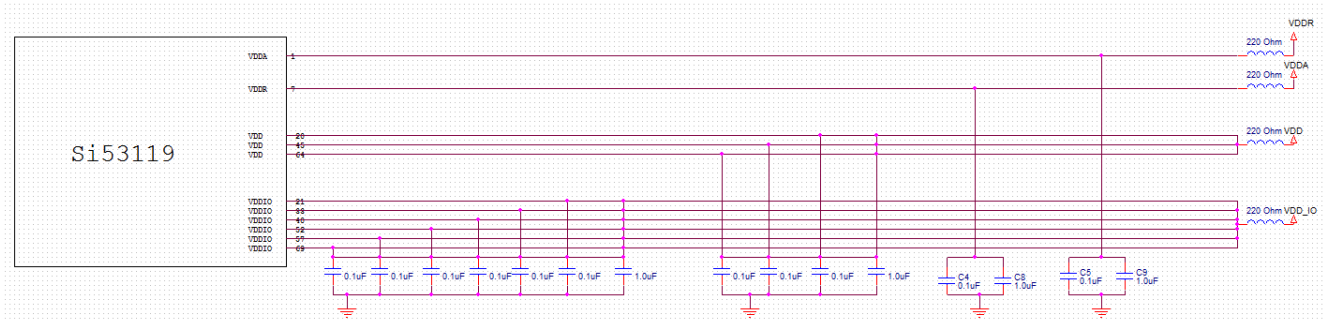 VDDR
220 Ohm
VDDA 1
VDDA
220 Ohm
VDDR 7
VDD 20
220 Ohm VDD
VDD 45
VDD 64
Si53119
VDDIO 21
VDDIO 33
220 Ohm VDD_IO
VDDIO 40
VDDIO 52
VDDIO 57
VDDIO 69
0.1uF 0.1uF 0.1uF 0.1uF 0.1uF 0.1uF 1.0uF 0.1uF 0.1uF 0.1uF 1.0uF
C4 C8 C5 C9
0.1uF 1.0uF 0.1uF 1.0uF